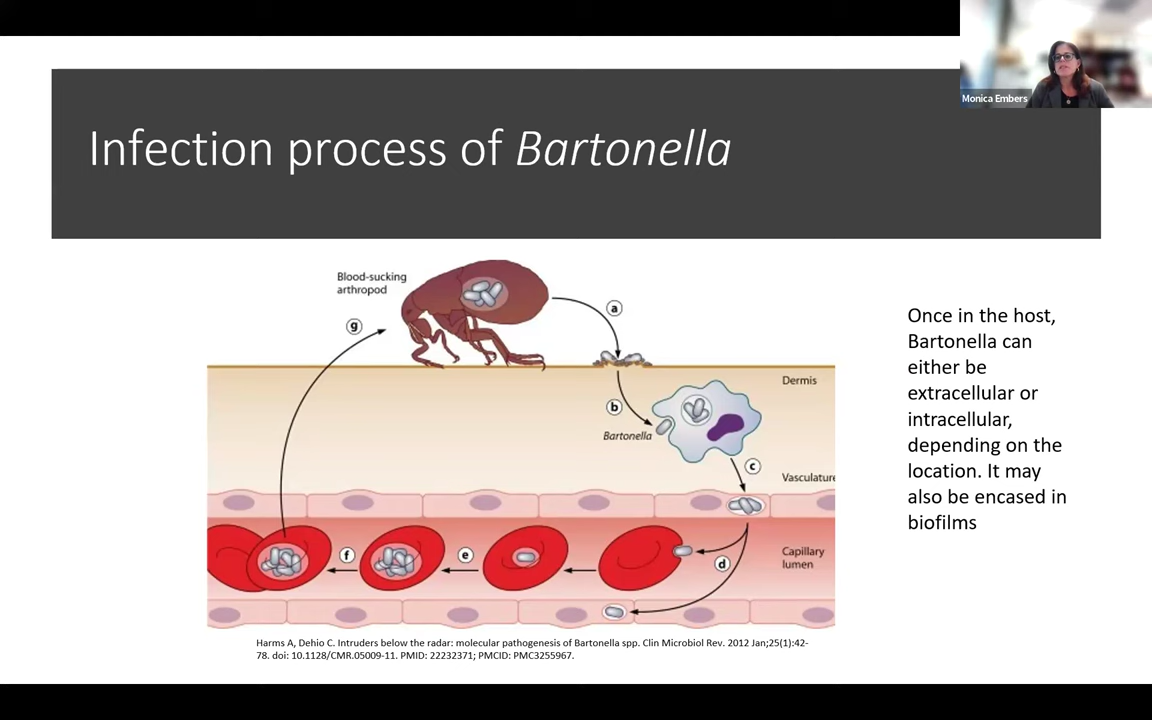 Monica Embers
Infection process of Bartonella
Blood-sucking
arthropod
g
a
Dermis
b
Bartonella
c
Vasculature
f
e
d
Capillary
lumen
Once in the host,
Bartonella can
either be
extracellular or
intracellular,
depending on the
location. It may
also be encased in
biofilms
Harms A, Dehio C. Intruders below the radar: molecular pathogenesis of Bartonella spp. Clin Microbiol Rev. 2012 Jan;25(1):42-
78. doi: 10.1128/CMR.05009-11. PMID: 22232371; PMCID: PMC3255967.